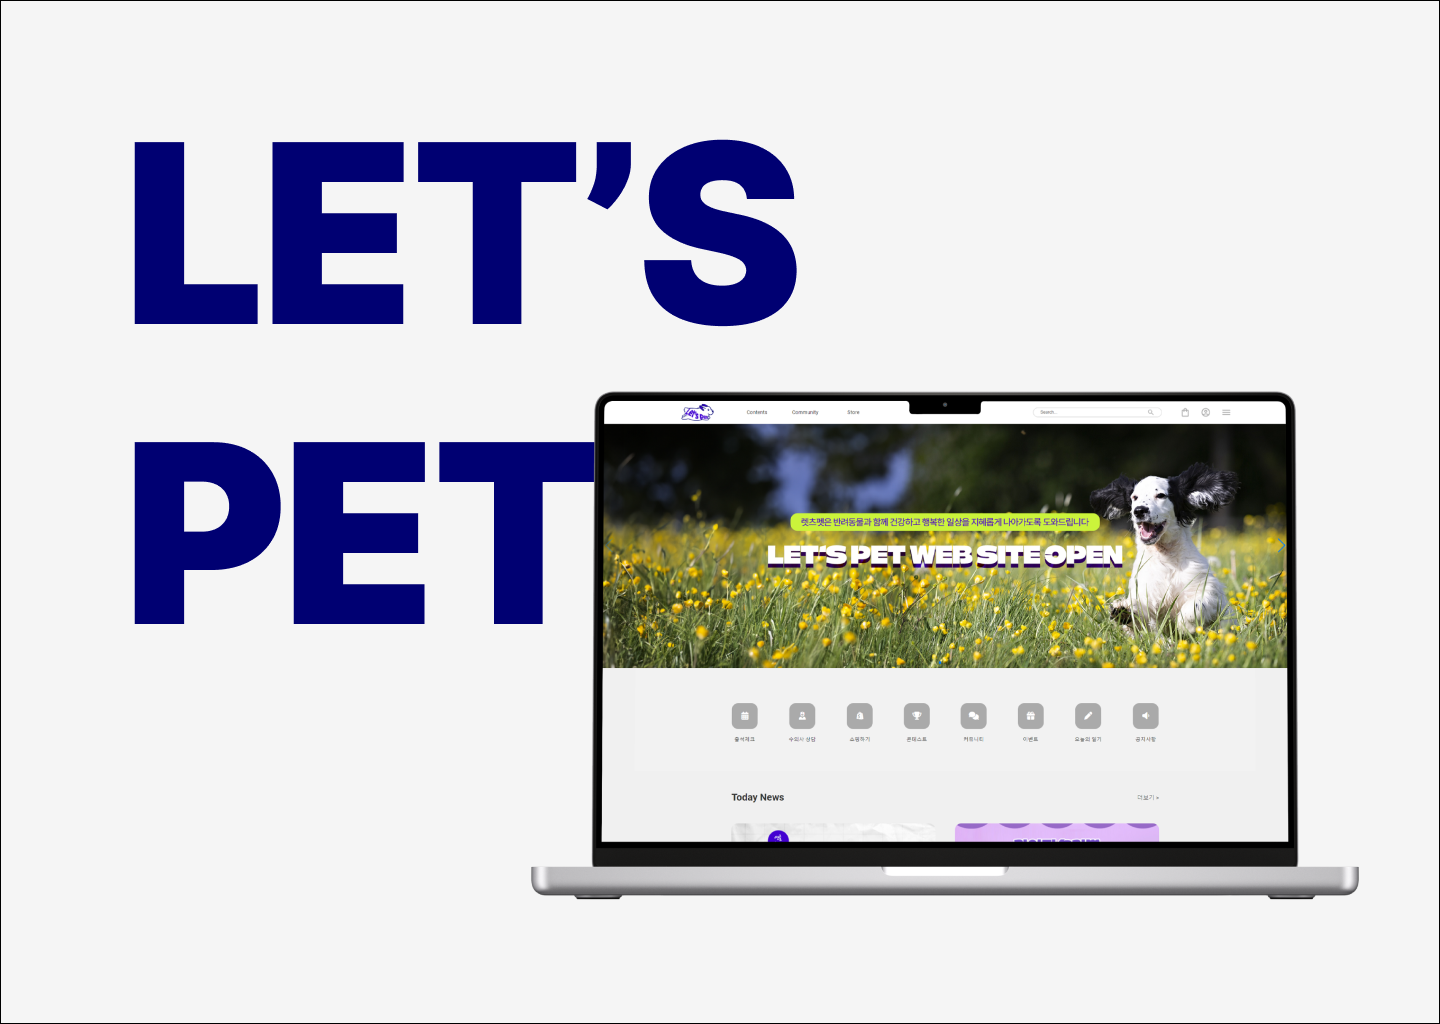 LET’S
PET
Let's Dog
Contents Community Store Search...
렛츠펫은 반려동물과 함께 건강하고 행복한 일상을 지혜롭게 나아가도록 도와드립니다
LET'S PET WEB SITE OPEN
출석체크 수의사 상담 쇼핑하기 콘테스트 커뮤니티 이벤트 오늘의 일기 공지사항
Today News 더보기 »